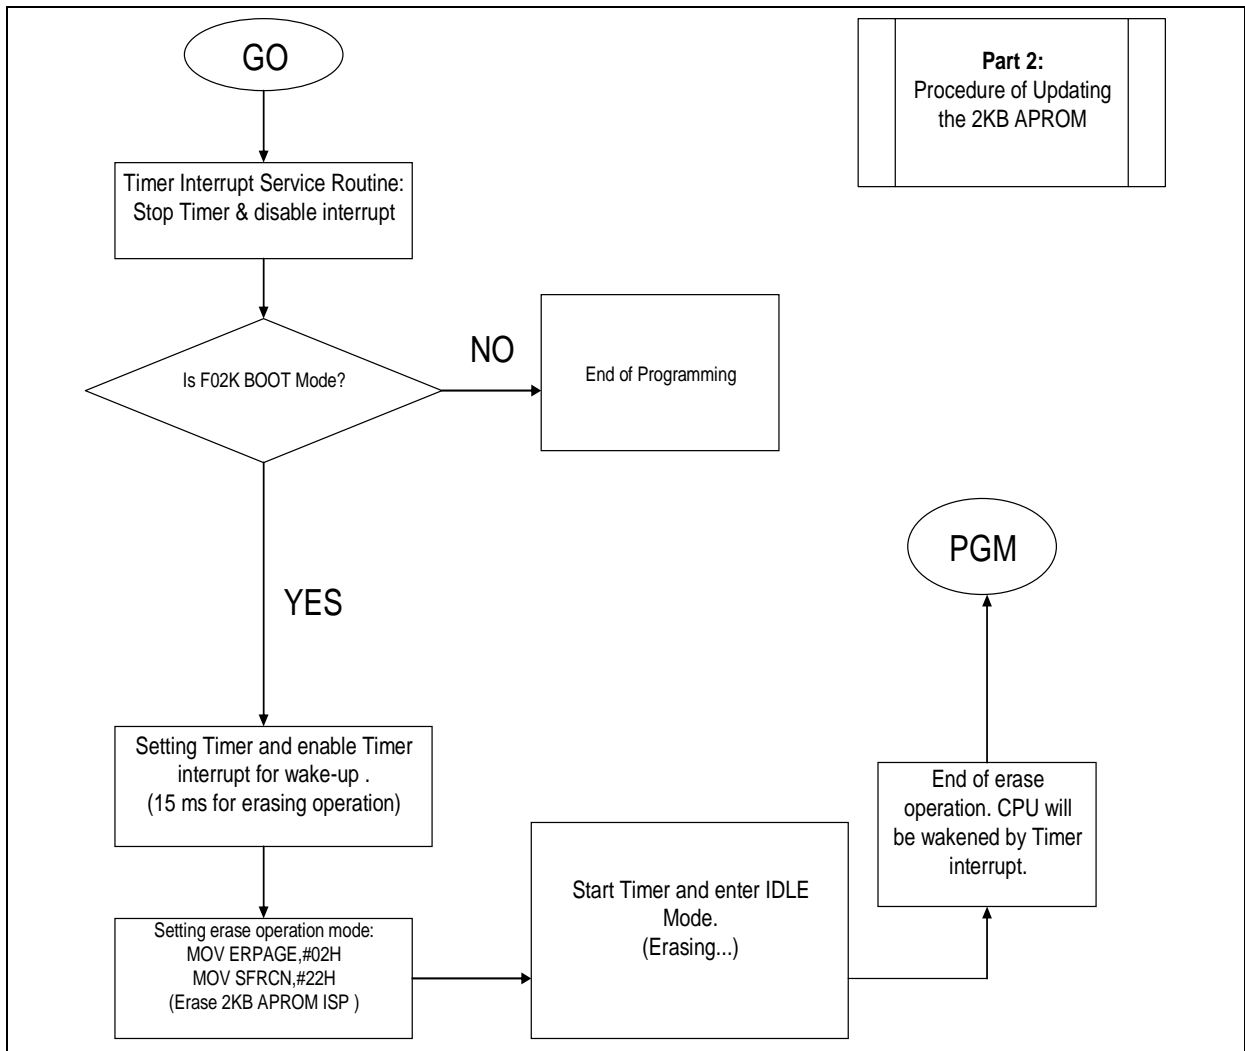 GO
Part 2:
Procedure of Updating
the 2KB APROM
Timer Interrupt Service Routine:
Stop Timer & disable interrupt
Is F02K BOOT Mode?
NO
End of Programming
YES
PGM
Setting Timer and enable Timer
interrupt for wake-up .
(15 ms for erasing operation)
End of erase
operation. CPU will
be wakened by Timer
interrupt.
Setting erase operation mode:
MOV ERPAGE,#02H
MOV SFRCN,#22H
(Erase 2KB APROM ISP )
Start Timer and enter IDLE
Mode.
(Erasing...)